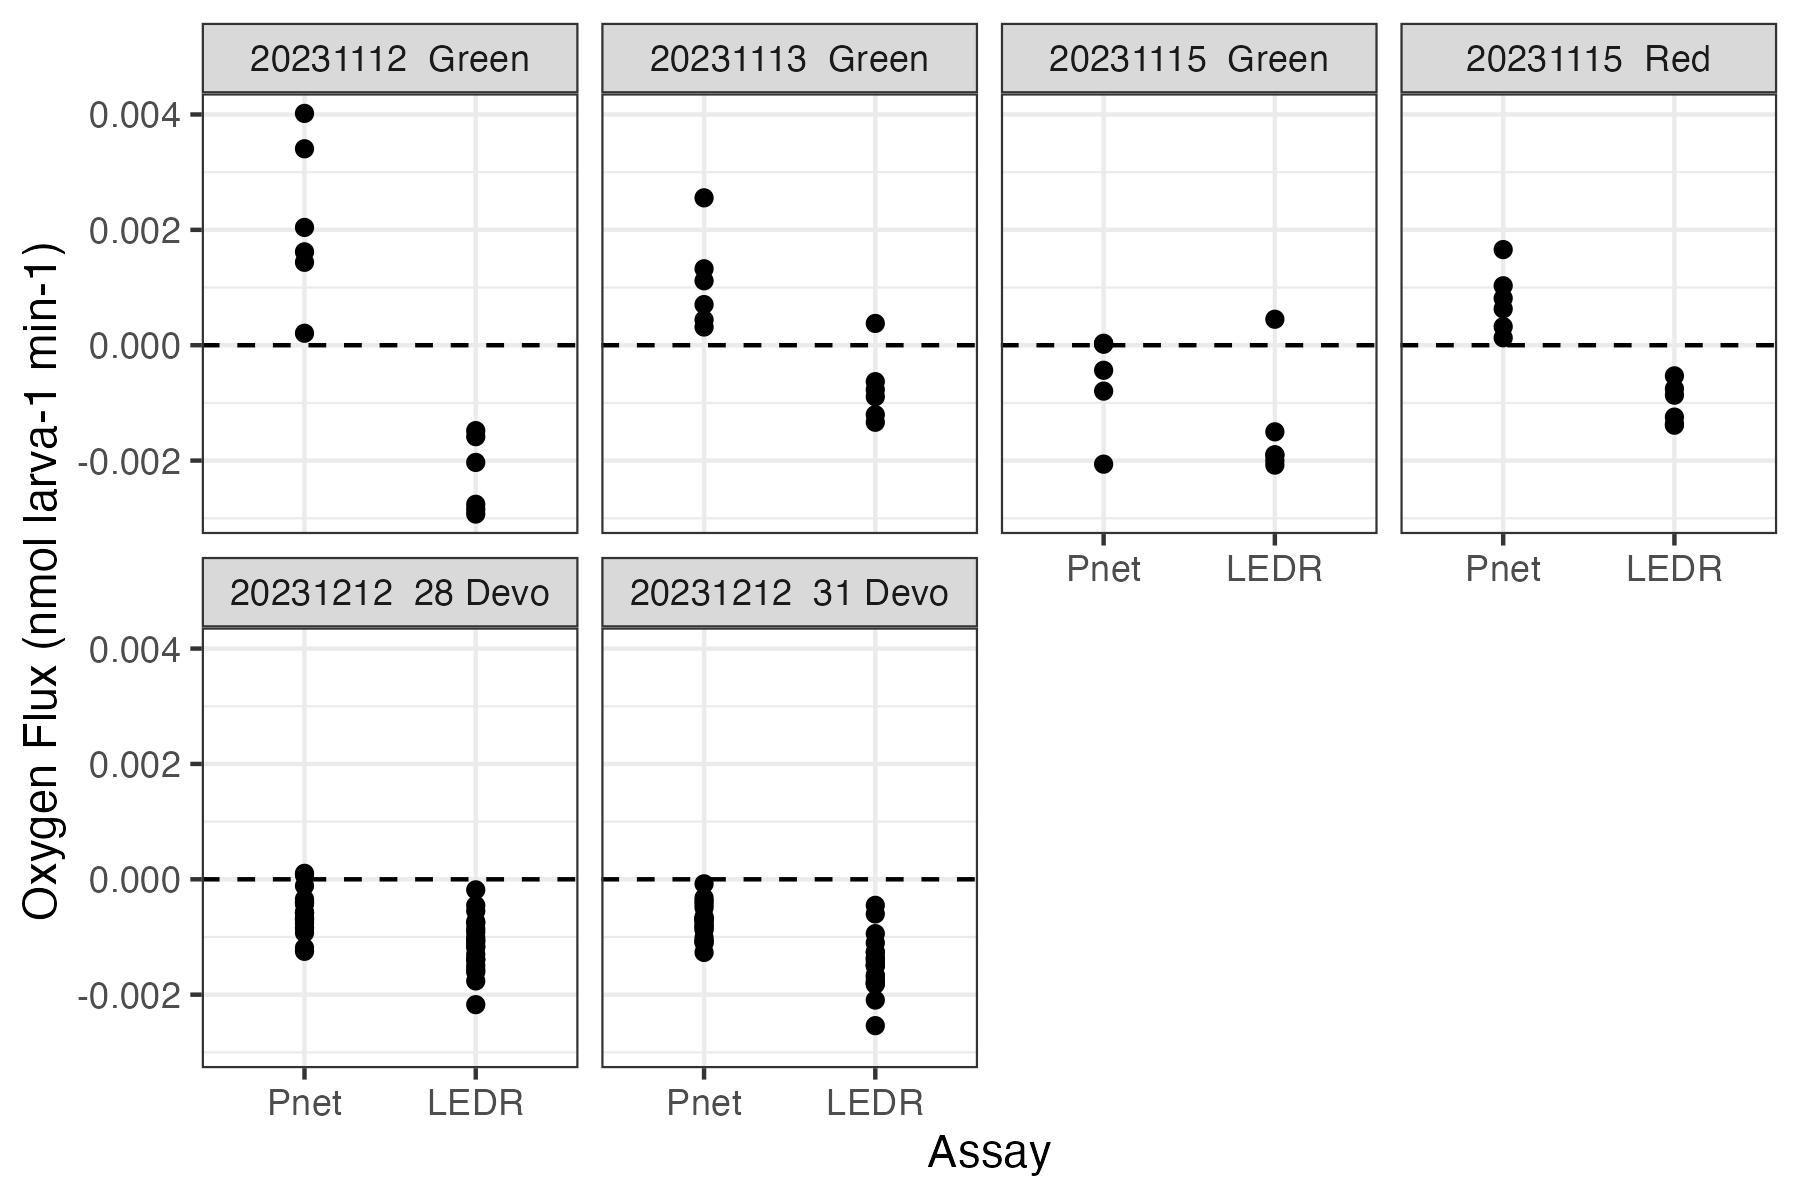 20231112  Green
20231113  Green
20231115  Green
20231115  Red
0.004
0.002
0.000
-0.002
Pnet LEDR
Pnet LEDR
20231212  28 Devo
20231212  31 Devo
0.004
0.002
0.000
-0.002
Pnet LEDR
Pnet LEDR
Assay
Oxygen Flux (nmol larva-1 min-1)